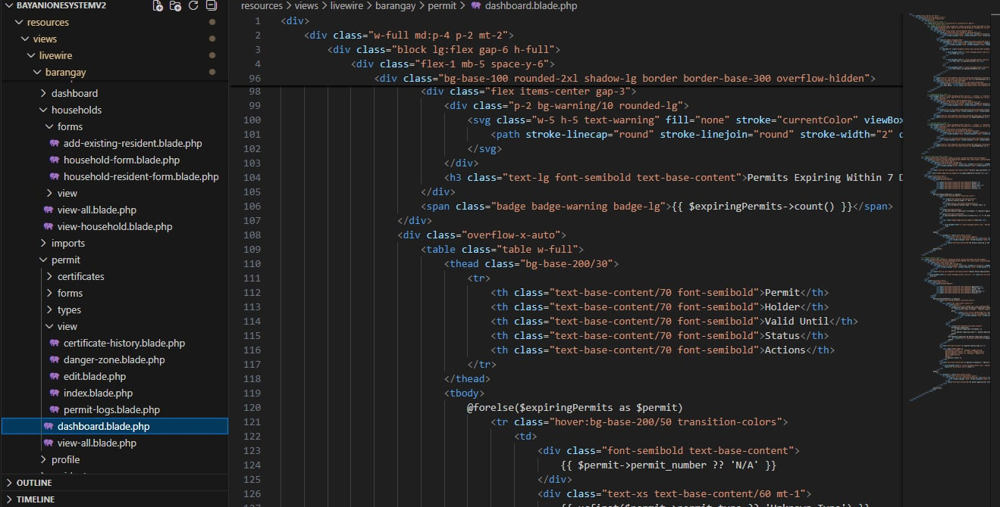 BAYANIONESYSTEMV2
resources
views
livewire
barangay
dashboard
households
forms
add-existing-resident.blade.php
household-form.blade.php
household-resident-form.blade.php
view
view-all.blade.php
view-household.blade.php
imports
permit
certificates
forms
types
view
certificate-history.blade.php
danger-zone.blade.php
edit.blade.php
index.blade.php
permit-logs.blade.php
dashboard.blade.php
view-all.blade.php
profile
OUTLINE
TIMELINE
resources > views > livewire > barangay > permit > dashboard.blade.php
1 <div>
2 <div class="w-full md:p-4 p-2 mt-2">
3 <div class="block lg:flex gap-6 h-full">
4 <div class="flex-1 mb-5 space-y-6">
96 <div class="bg-base-100 rounded-2xl shadow-lg border border-base-300 overflow-hidden">
98 <div class="flex items-center gap-3">
99 <div class="p-2 bg-warning/10 rounded-lg">
100 <svg class="w-5 h-5 text-warning" fill="none" stroke="currentColor" viewBox
101 <path stroke-linecap="round" stroke-linejoin="round" stroke-width="2"
102 </svg>
103 </div>
104 <h3 class="text-lg font-semibold text-base-content">Permits Expiring Within 7
105 </div>
106 <span class="badge badge-warning badge-lg">{{ $expiringPermits->count() }}</span>
107 </div>
108 <div class="overflow-x-auto">
109 <table class="table w-full">
110 <thead class="bg-base-200/30">
111 <tr>
112 <th class="text-base-content/70 font-semibold">Permit</th>
113 <th class="text-base-content/70 font-semibold">Holder</th>
114 <th class="text-base-content/70 font-semibold">Valid Until</th>
115 <th class="text-base-content/70 font-semibold">Status</th>
116 <th class="text-base-content/70 font-semibold">Actions</th>
117 </tr>
118 </thead>
119 <tbody>
120 @forelse($expiringPermits as $permit)
121 <tr class="hover:bg-base-200/50 transition-colors">
122 <td>
123 <div class="font-semibold text-base-content">
124 {{ $permit->permit_number ?? 'N/A' }}
125 </div>
126 <div class="text-xs text-base-content/60 mt-1">